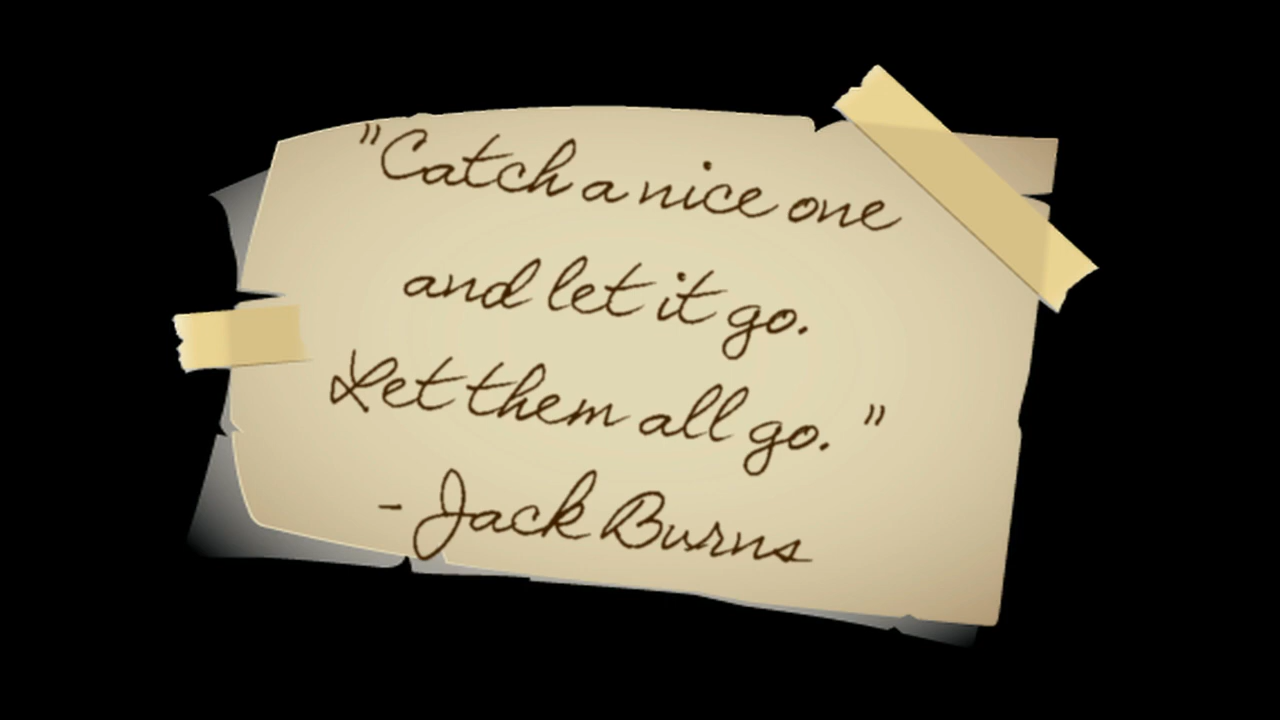 "Catch a nice one
and let it go.
Let them all go. "
- Jack Burns